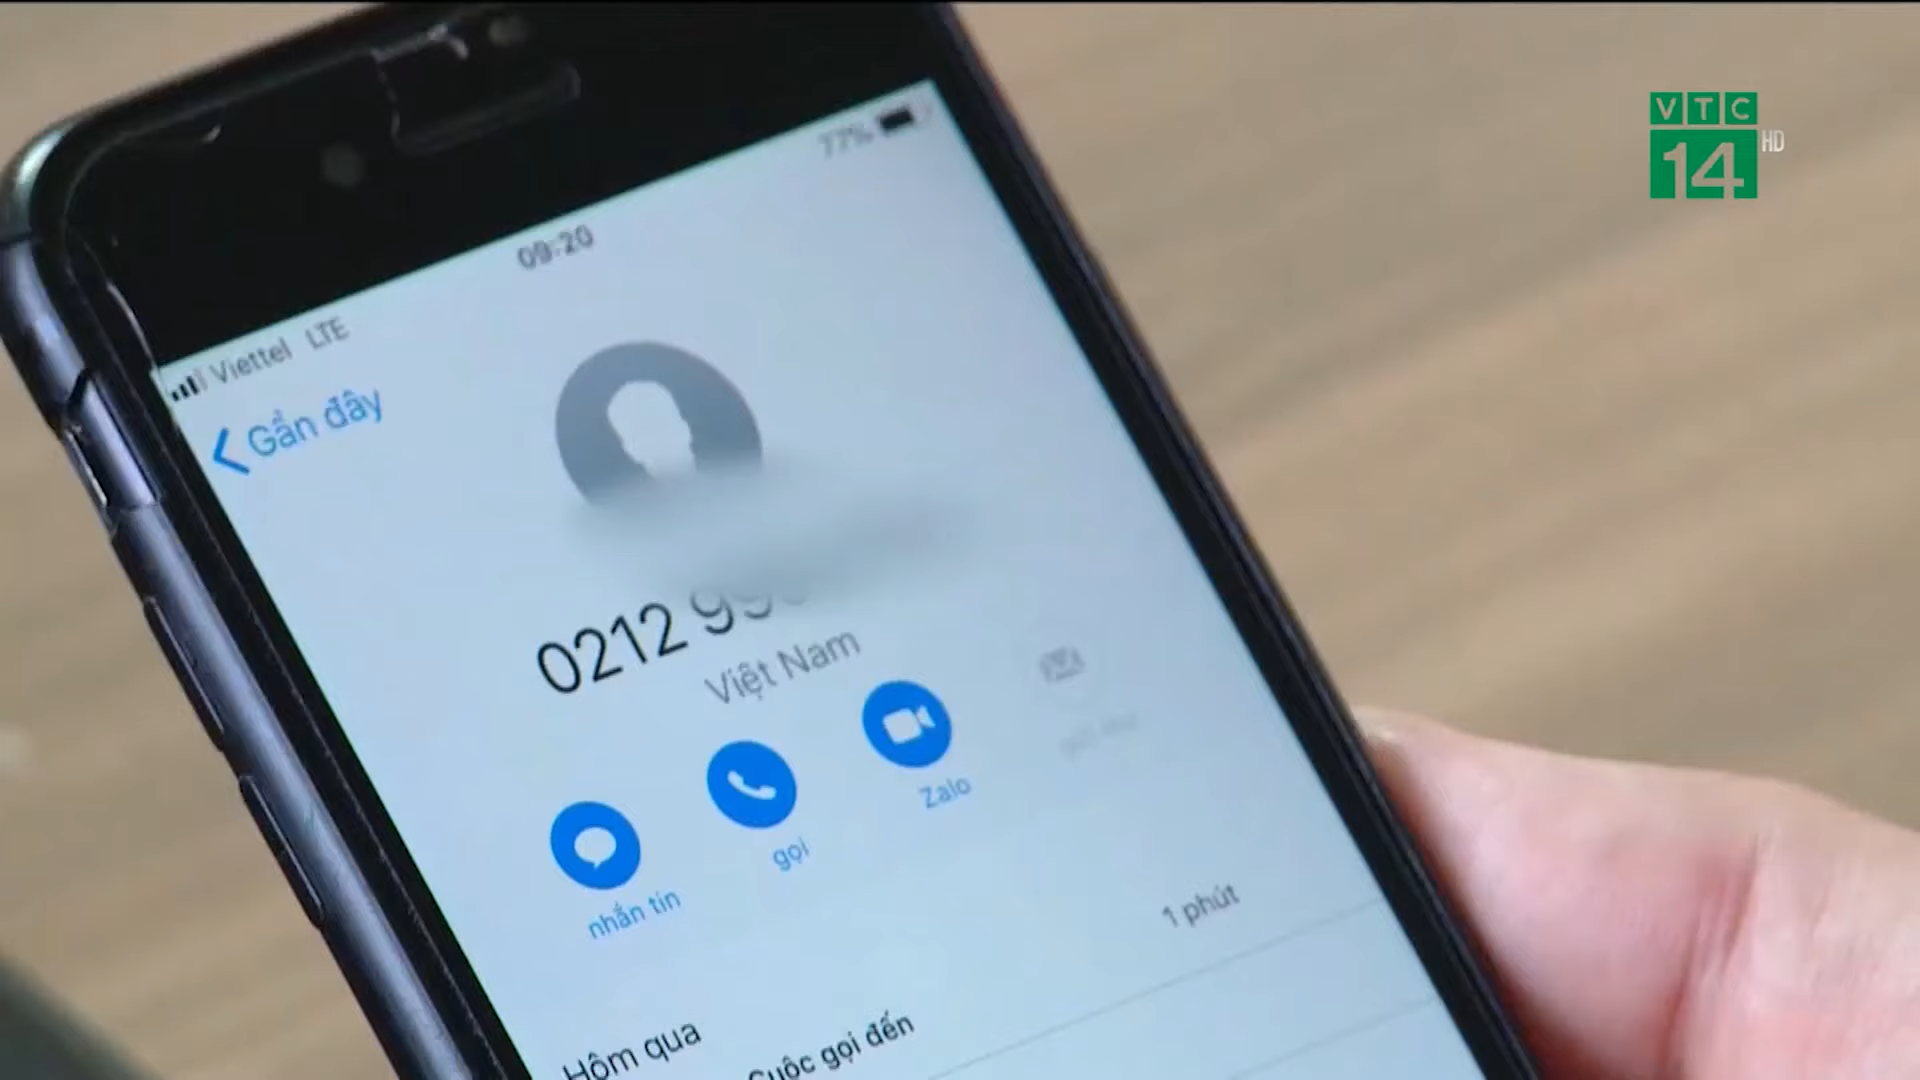 VTC
14 HD
77%
09:20
Viettel LTE
Gần đây
0212 99
Việt Nam
nhắn tin
gọi
Zalo
1 phút
Hôm qua
Cuộc gọi đến